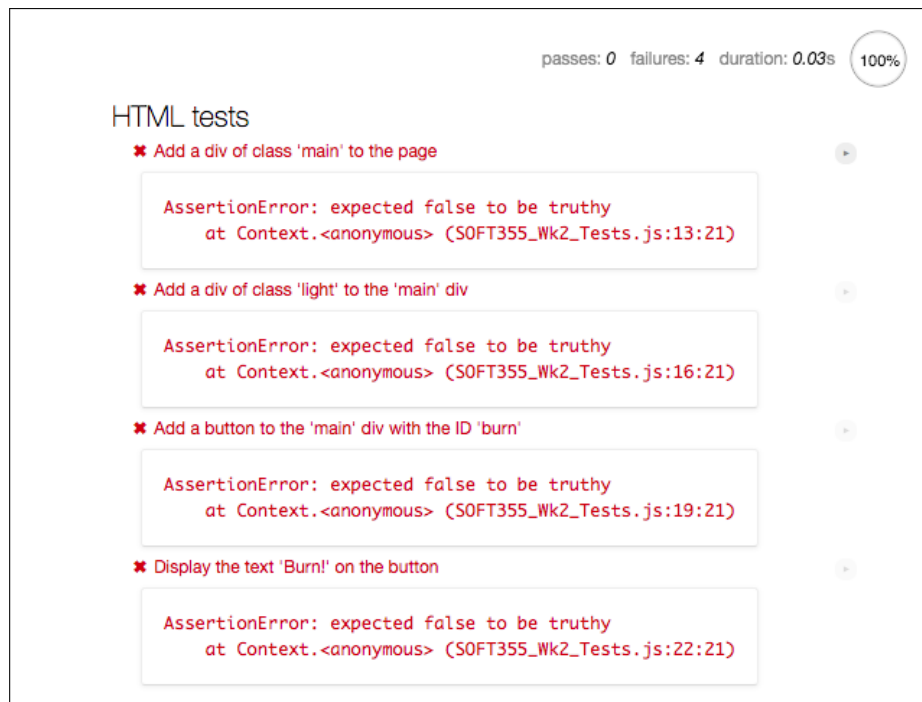 passes: 0 failures: 4 duration: 0.03s 100%
HTML tests
✖ Add a div of class 'main' to the page
AssertionError: expected false to be truthy
at Context.<anonymous> (SOFT355_Wk2_Tests.js:13:21)
✖ Add a div of class 'light' to the 'main' div
AssertionError: expected false to be truthy
at Context.<anonymous> (SOFT355_Wk2_Tests.js:16:21)
✖ Add a button to the 'main' div with the ID 'burn'
AssertionError: expected false to be truthy
at Context.<anonymous> (SOFT355_Wk2_Tests.js:19:21)
✖ Display the text 'Burn!' on the button
AssertionError: expected false to be truthy
at Context.<anonymous> (SOFT355_Wk2_Tests.js:22:21)